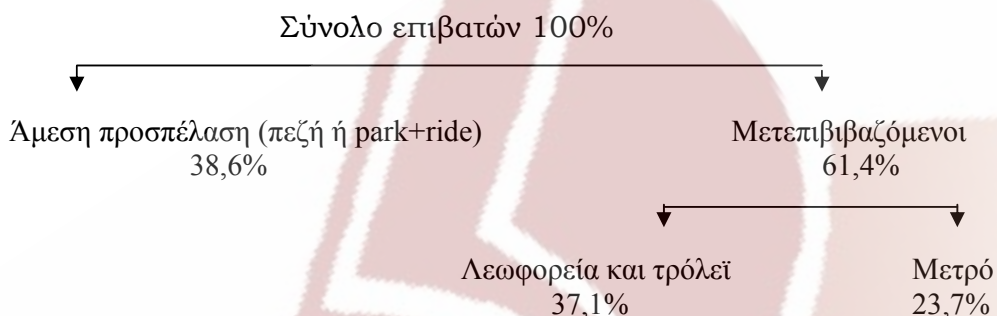 Σύνολο επιβατών 100%
Άμεση προσπέλαση (πεζή ή park+ride) Μετεπιβιβαζόμενοι
38,6% 61,4%
Λεωφορεία και τρόλεϊ Μετρό
37,1% 23,7%